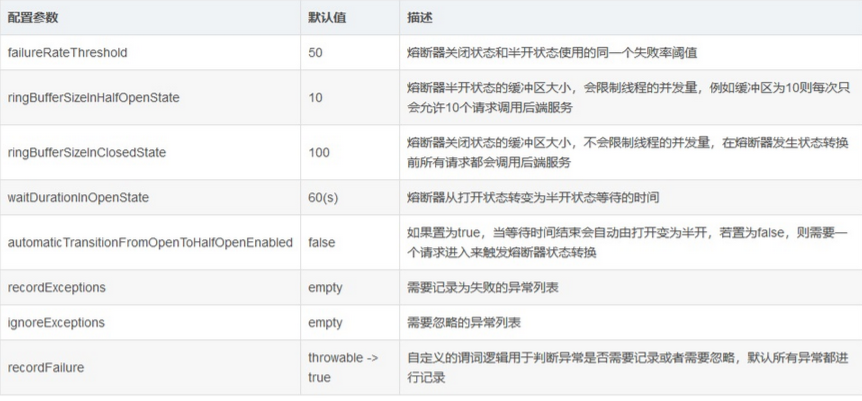 配置参数 默认值 描述
failureRateThreshold 50 熔断器关闭状态和半开状态使用的同一个失败率阈值
ringBufferSizeInHalfOpenState 10 熔断器半开状态的缓冲区大小，会限制线程的并发量，例如缓冲区为10则每次只
会允许10个请求调用后端服务
ringBufferSizeInClosedState 100 熔断器关闭状态的缓冲区大小，不会限制线程的并发量，在熔断器发生状态转换
前所有请求都会调用后端服务
waitDurationInOpenState 60(s) 熔断器从打开状态转变为半开状态等待的时间
automaticTransitionFromOpenToHalfOpenEnabled false 如果置为true，当等待时间结束会自动由打开变为半开，若置为false，则需要一
个请求进入来触发熔断器状态转换
recordExceptions empty 需要记录为失败的异常列表
ignoreExceptions empty 需要忽略的异常列表
recordFailure throwable -> 自定义的谓词逻辑用于判断异常是否需要记录或者需要忽略，默认所有异常都进
true 行记录